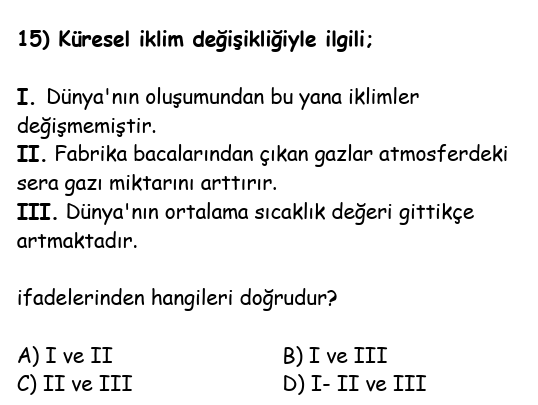 15) Küresel iklim değişikliğiyle ilgili;
I. Dünya'nın oluşumundan bu yana iklimler
değişmemiştir.
II. Fabrika bacalarından çıkan gazlar atmosferdeki
sera gazı miktarını arttırır.
III. Dünya'nın ortalama sıcaklık değeri gittikçe
artmaktadır.
ifadelerinden hangileri doğrudur?
A) I ve II B) I ve III
C) II ve III D) I- II ve III